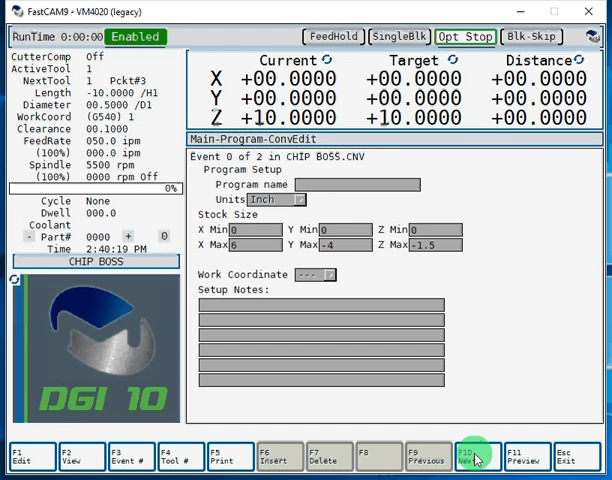 FastCAM9 - VM4020 (legacy)
RunTime 0:00:00 Enabled FeedHold SingleBlk Opt Stop Blk-Skip
CutterComp Off
ActiveTool 1
NextTool 1 Pckt#3
Length -10.0000 /H1
Diameter 00.5000 /D1
WorkCoord (G540) 1
Clearance 00.1000
FeedRate 050.0 ipm
(100%) 000.0 ipm
Spindle 5500 rpm
(100%) 0000 rpm Off
0%
Cycle None
Dwell 000.0
Coolant
- Part# 0000 + 0
Time 2:40:19 PM
CHIP BOSS
DGI 10
Current Target Distance
X +00.0000 +00.0000 +00.0000
Y +00.0000 +00.0000 +00.0000
Z +10.0000 +10.0000 +00.0000
Main-Program-ConvEdit
Event 0 of 2 in CHIP BOSS.CNV
Program Setup
Program name
Units Inch
Stock Size
X Min 0 Y Min 0 Z Min 0
X Max 6 Y Max -4 Z Max -1.5
Work Coordinate ---
Setup Notes:
F1 F2 F3 F4 F5 F6 F7 F8 F9 F10 F11 Esc
Edit View Event # Tool # Print Insert Delete Previous Preview Exit